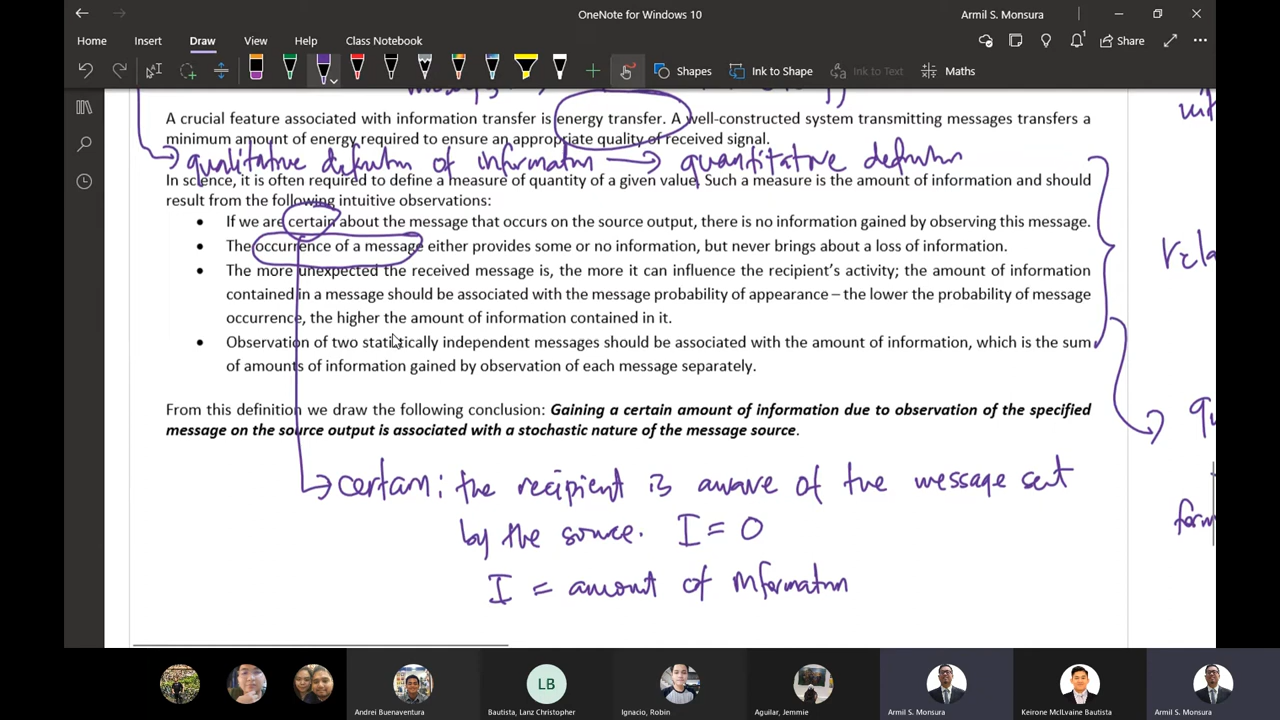 OneNote for Windows 10
Armil S. Monsura
Home Insert Draw View Help Class Notebook
Share
Shapes Ink to Shape Ink to Text Maths
A crucial feature associated with information transfer is energy transfer. A well-constructed system transmitting messages transfers a
minimum amount of energy required to ensure an appropriate quality of received signal.
qualitative definition of information → quantitative definition
In science, it is often required to define a measure of quantity of a given value. Such a measure is the amount of information and should
result from the following intuitive observations:
• If we are certain about the message that occurs on the source output, there is no information gained by observing this message.
• The occurrence of a message either provides some or no information, but never brings about a loss of information.
• The more unexpected the received message is, the more it can influence the recipient's activity; the amount of information
contained in a message should be associated with the message probability of appearance – the lower the probability of message
occurrence, the higher the amount of information contained in it.
• Observation of two statistically independent messages should be associated with the amount of information, which is the sum
of amounts of information gained by observation of each message separately.
From this definition we draw the following conclusion: Gaining a certain amount of information due to observation of the specified
message on the source output is associated with a stochastic nature of the message source.
certain: the recipient is aware of the message sent
by the source. I = 0
I = amount of information
LB
Andrei Buenaventura
Bautista, Lanz Christopher
Ignacio, Robin
Aguilar, Jemmie
Armil S. Monsura
Keirone McIlvaine Bautista
Armil S. Monsura